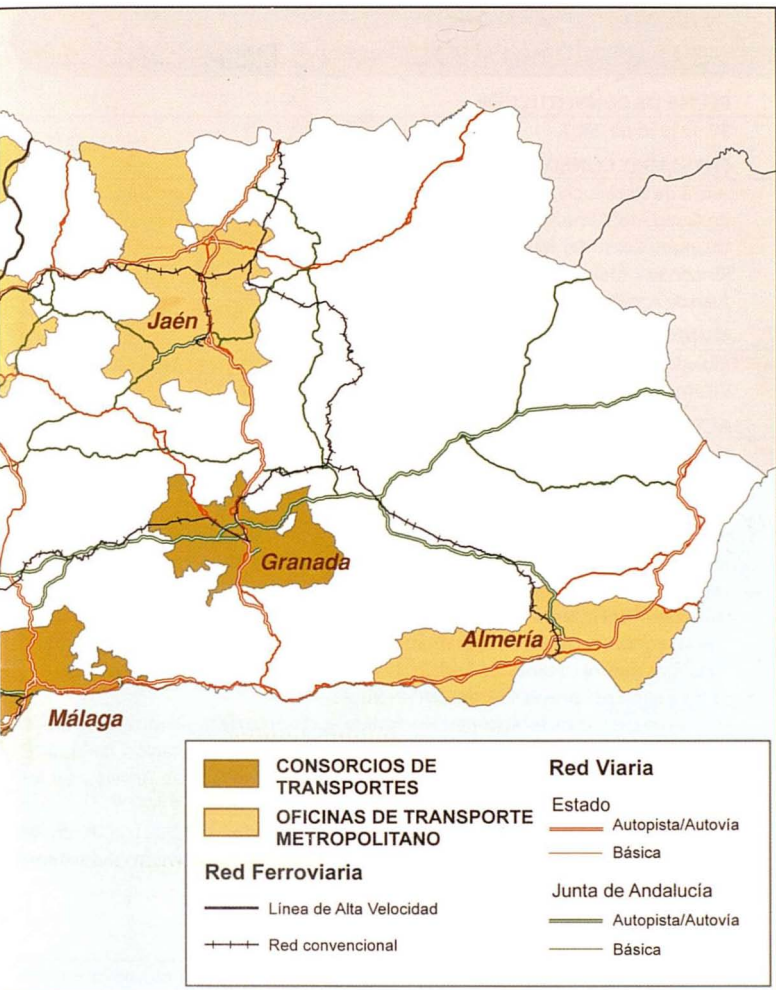 Jaén
Granada
Almería
Málaga
CONSORCIOS DE
TRANSPORTES
OFICINAS DE TRANSPORTE
METROPOLITANO
Red Ferroviaria
Línea de Alta Velocidad
Red convencional
Red Viaria
Estado
Autopista/Autovía
Básica
Junta de Andalucía
Autopista/Autovía
Básica